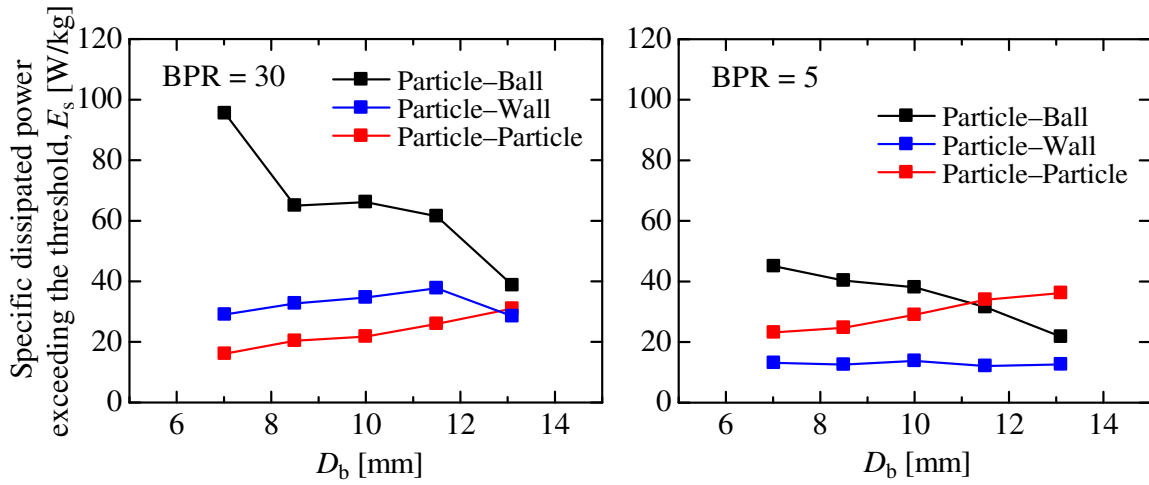 Specific dissipated power
exceeding the threshold, Es [W/kg]
120
100
80
60
40
20
0
6 8 10 12 14
Db [mm]
BPR = 30
Particle–Ball
Particle–Wall
Particle–Particle
120
100
80
60
40
20
0
6 8 10 12 14
Db [mm]
BPR = 5
Particle–Ball
Particle–Wall
Particle–Particle